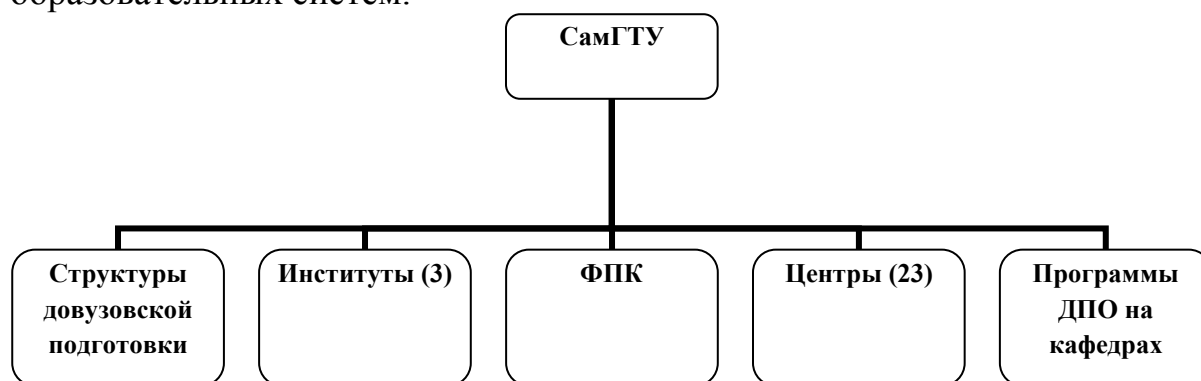 образовательных систем.
СамГТУ
Структуры
довузовской
подготовки
Институты (3)
ФПК
Центры (23)
Программы
ДПО на
кафедрах